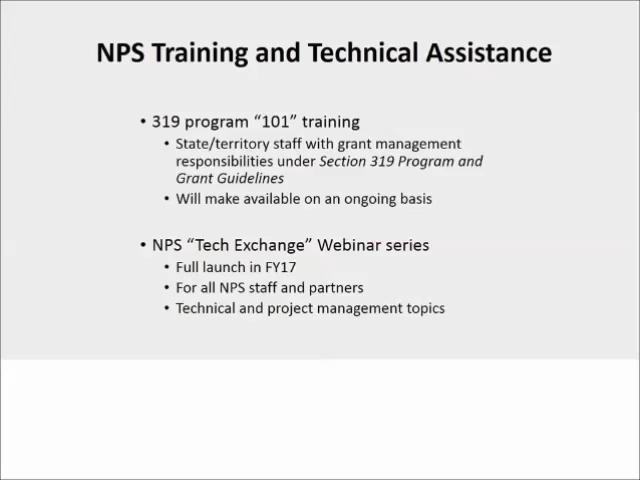 NPS Training and Technical Assistance
• 319 program “101” training
• State/territory staff with grant management
responsibilities under Section 319 Program and
Grant Guidelines
• Will make available on an ongoing basis
• NPS “Tech Exchange” Webinar series
• Full launch in FY17
• For all NPS staff and partners
• Technical and project management topics